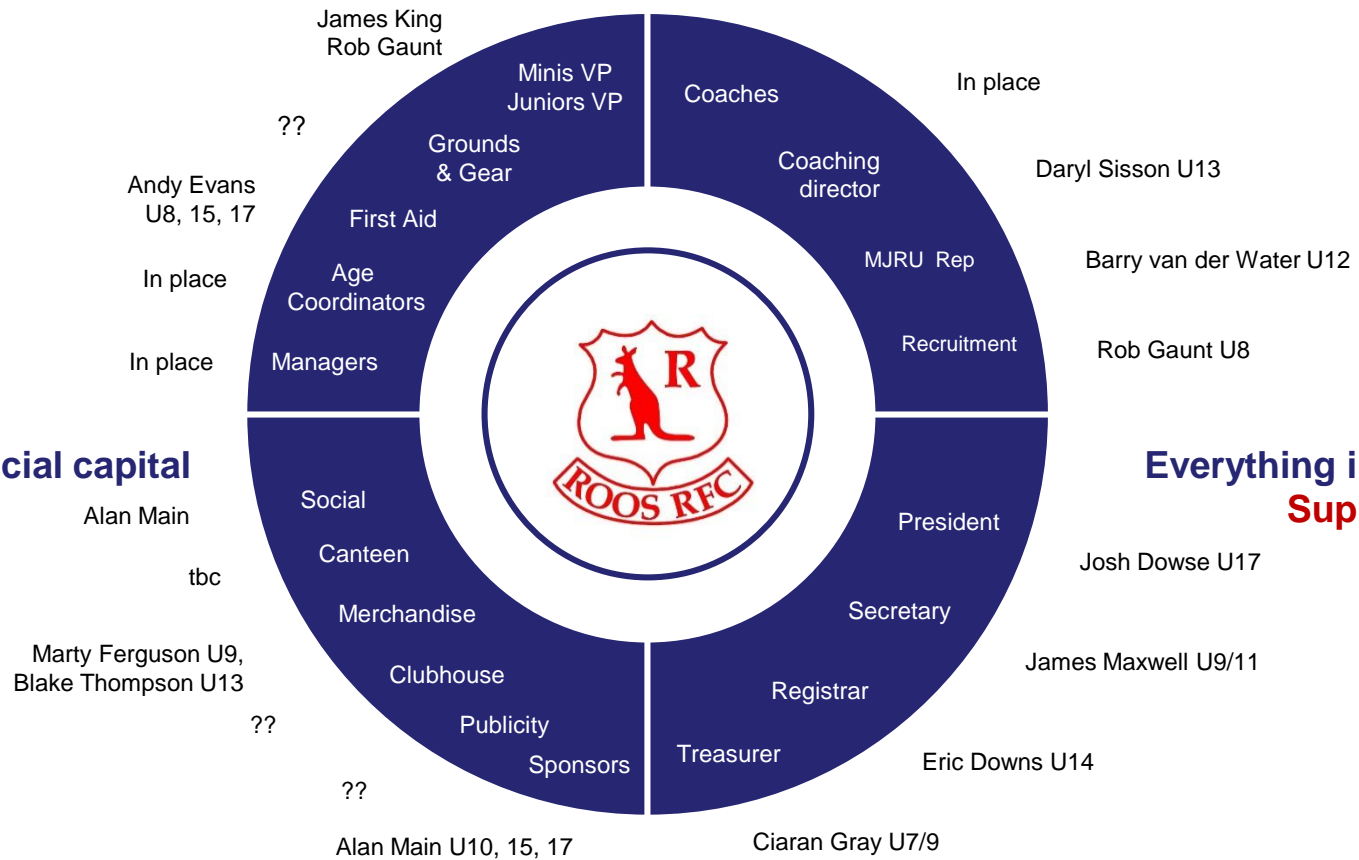 James King
Rob Gaunt
Minis VP
Juniors VP
Coaches
In place
??
Grounds
& Gear
Coaching
director
Daryl Sisson U13
Andy Evans
U8, 15, 17
First Aid
MJRU Rep
Barry van der Water U12
In place
Age
Coordinators
Recruitment
Rob Gaunt U8
In place
Managers
R
ROOS RFC
cial capital
Everything i
Sup
Alan Main
Social
President
Josh Dowse U17
tbc
Canteen
Secretary
Merchandise
Marty Ferguson U9,
Blake Thompson U13
James Maxwell U9/11
Clubhouse
Registrar
??
Publicity
Treasurer
Eric Downs U14
Sponsors
??
Alan Main U10, 15, 17
Ciaran Gray U7/9